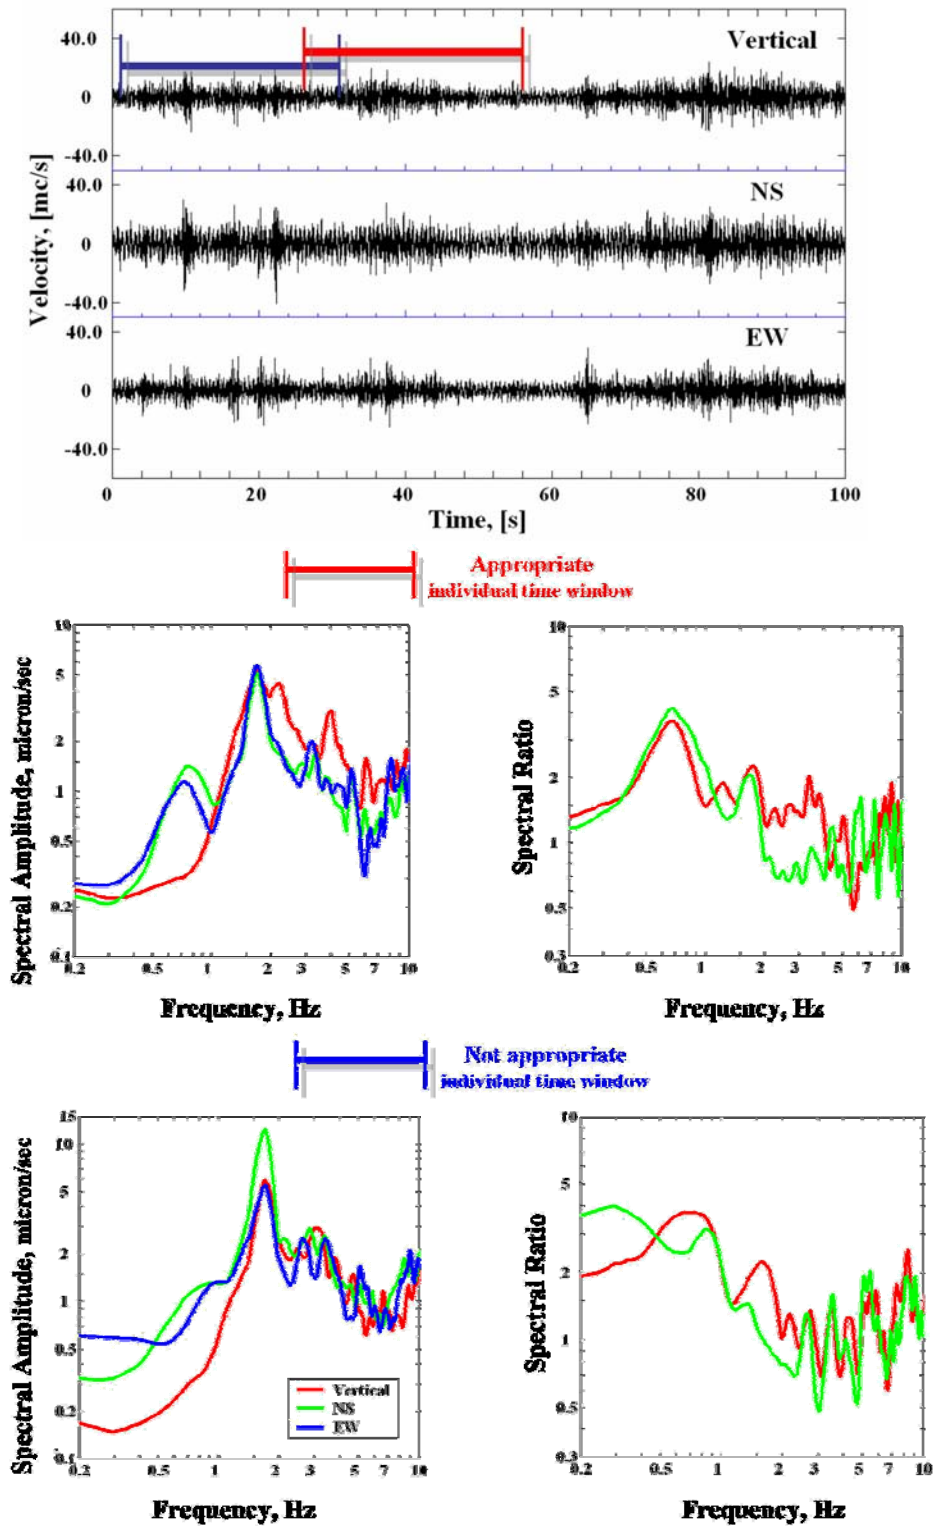 40.0
0
-40.0
Vertical
40.0
0
-40.0
NS
40.0
0
-40.0
EW
Velocity, [mc/s]
0 20 40 60 80 100
Time, [s]
Appropriate
individual time window
10
5
2
1
0.5
0.2
0.1
Spectral Amplitude, micron/sec
0.2 0.5 1 2 3 5 7 10
Frequency, Hz
10
5
2
1
0.5
0.3
Spectral Ratio
0.2 0.5 1 2 3 5 7 10
Frequency, Hz
Not appropriate
individual time window
15
10
5
2
1
0.5
0.2
0.1
Spectral Amplitude, micron/sec
Vertical
NS
EW
0.2 0.5 1 2 3 5 7 10
Frequency, Hz
10
5
2
1
0.5
0.3
Spectral Ratio
0.2 0.5 1 2 3 5 7 10
Frequency, Hz